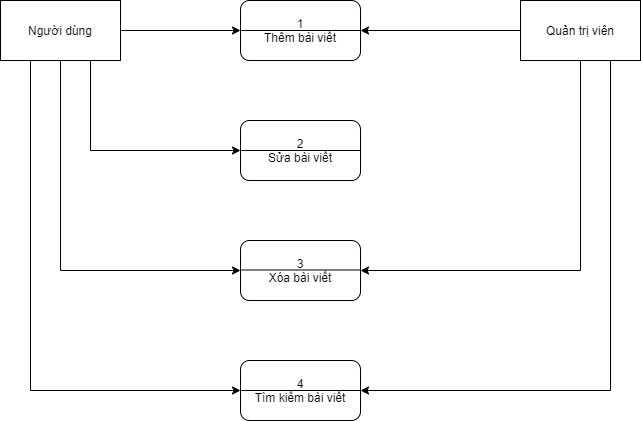 Người dùng
1
Thêm bài viết
Quản trị viên
2
Sửa bài viết
3
Xóa bài viết
4
Tìm kiếm bài viết